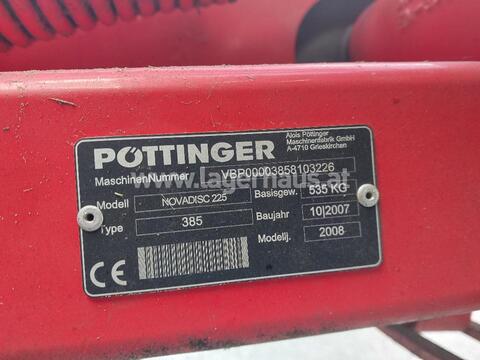 PÖTTINGER
Alois Pöttinger
Maschinenfabrik GmbH
A-4710 Grieskirchen
MaschinenNummer VBP00003858103226
www.lagerhaus.at
Modell NOVADISC 225 Basisgew. 535 KG
Type 385 Baujahr 10|2007
Modellj. 2008
CE